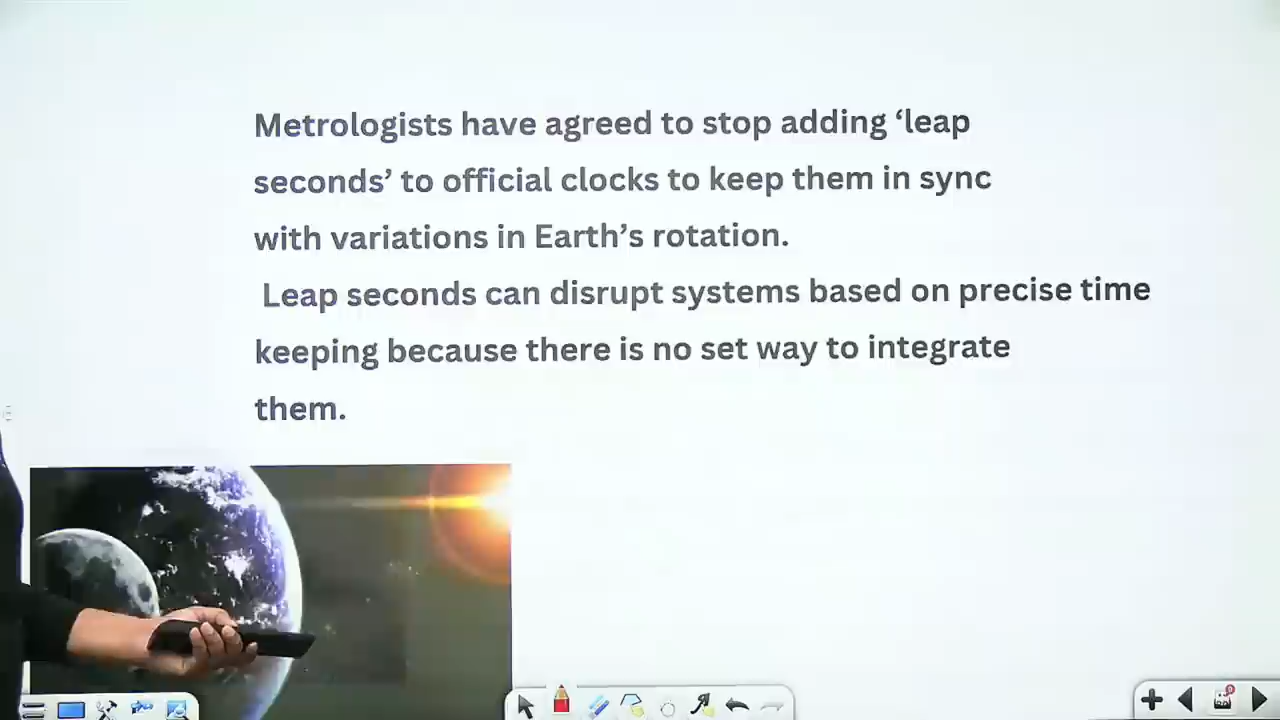 Metrologists have agreed to stop adding ‘leap
seconds’ to official clocks to keep them in sync
with variations in Earth’s rotation.
Leap seconds can disrupt systems based on precise time
keeping because there is no set way to integrate
them.